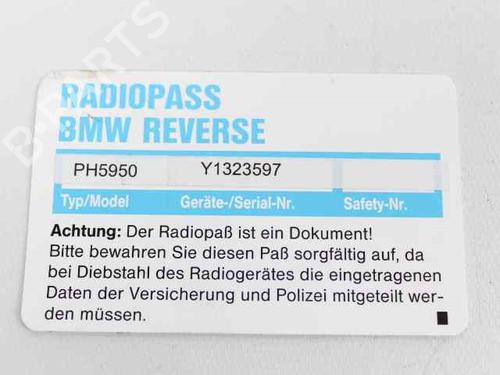 B-PARTS
RADIOPASS
BMW REVERSE
PH5950 Y1323597
Typ/Model Geräte-/Serial-Nr. Safety-Nr.
Achtung: Der Radiopaß ist ein Dokument!
Bitte bewahren Sie diesen Paß sorgfältig auf, da
bei Diebstahl des Radiogerätes die eingetragenen
Daten der Versicherung und Polizei mitgeteilt wer-
den müssen.